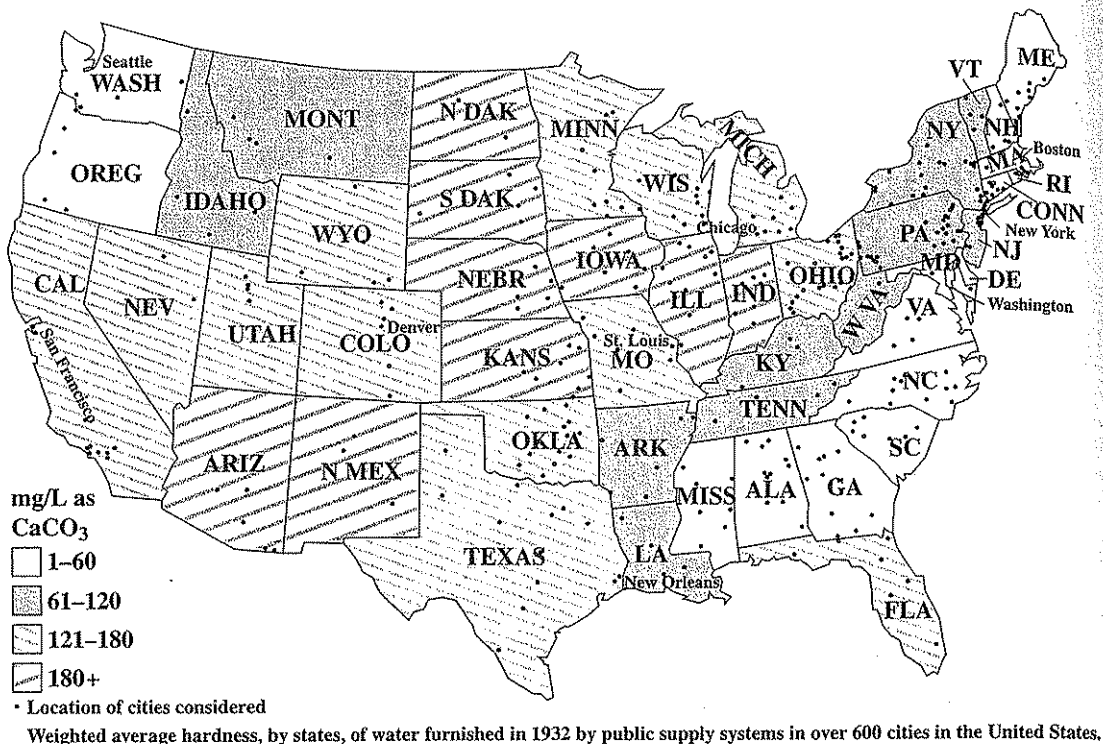 Seattle
WASH
OREG
MONT
IDAHO
N DAK
S DAK
MINN
WIS
MICH
VT
ME
NY
NH
MA
Boston
RI
CONN
New York
PA
NJ
MD
DE
Washington
WYO
NEBR
IOWA
Chicago
ILL
IND
OHIO
W VA
VA
CAL
San Francisco
NEV
UTAH
Denver
COLO
KANS
St. Louis
MO
KY
TENN
NC
SC
ARIZ
N MEX
OKLA
ARK
MISS
ALA
GA
TEXAS
LA
New Orleans
FLA
mg/L as
CaCO3
1–60
61–120
121–180
180+
• Location of cities considered
Weighted average hardness, by states, of water furnished in 1932 by public supply systems in over 600 cities in the United States,